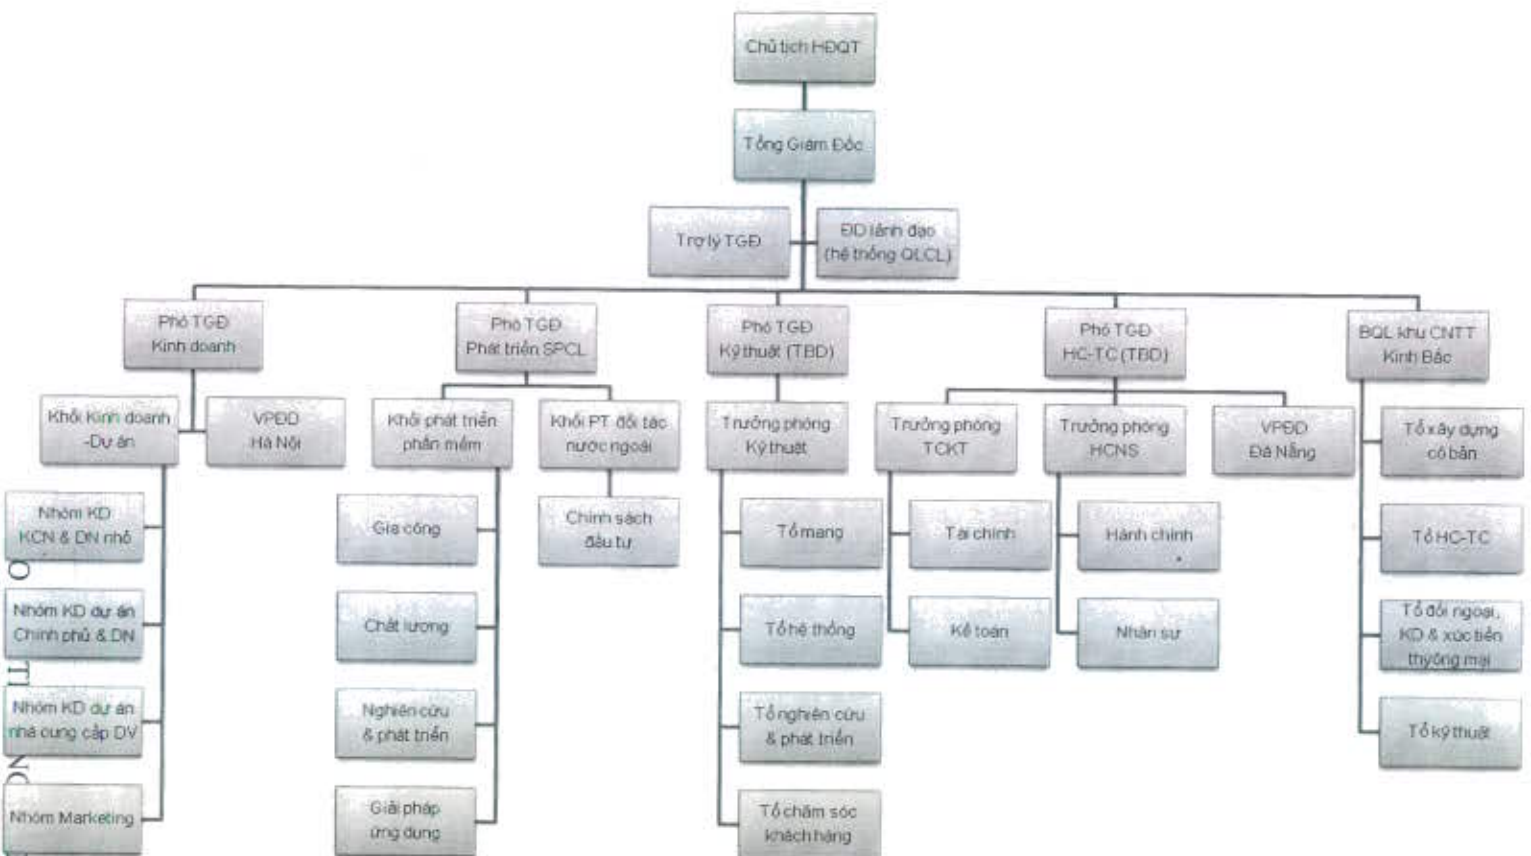 Chủ tịch HĐQT
Tổng Giám Đốc
Trợ lý TGĐ
ĐD lãnh đạo
(hệ thống QLCL)
Phó TGĐ
Kinh doanh
Phó TGĐ
Phát triển SPCL
Phó TGĐ
Kỹ thuật (TBD)
Phó TGĐ
HC-TC (TBD)
BQL khu CNTT
Kinh Bắc
Khối Kinh doanh
-Dự án
VPĐD
Hà Nội
Khối phát triển
phần mềm
Khối PT đối tác
nước ngoài
Trưởng phòng
Kỹ thuật
Trưởng phòng
TCKT
Trưởng phòng
HCNS
VPĐD
Đà Nẵng
Tổ xây dựng
cơ bản
Nhóm KD
KCN & DN nhỏ
Gia công
Chính sách
đầu tư
Tổ mạng
Tài chính
Hành chính
Tổ HC-TC
Nhóm KD dự án
Chính phủ & DN
Chất lượng
Tổ hệ thống
Kế toán
Nhân sự
Tổ đối ngoại,
KD & xúc tiến
thương mại
Nhóm KD dự án
nhà cung cấp DV
Nghiên cứu
& phát triển
Tổ nghiên cứu
& phát triển
Tổ kỹ thuật
Nhóm Marketing
Giải pháp
ứng dụng
Tổ chăm sóc
khách hàng